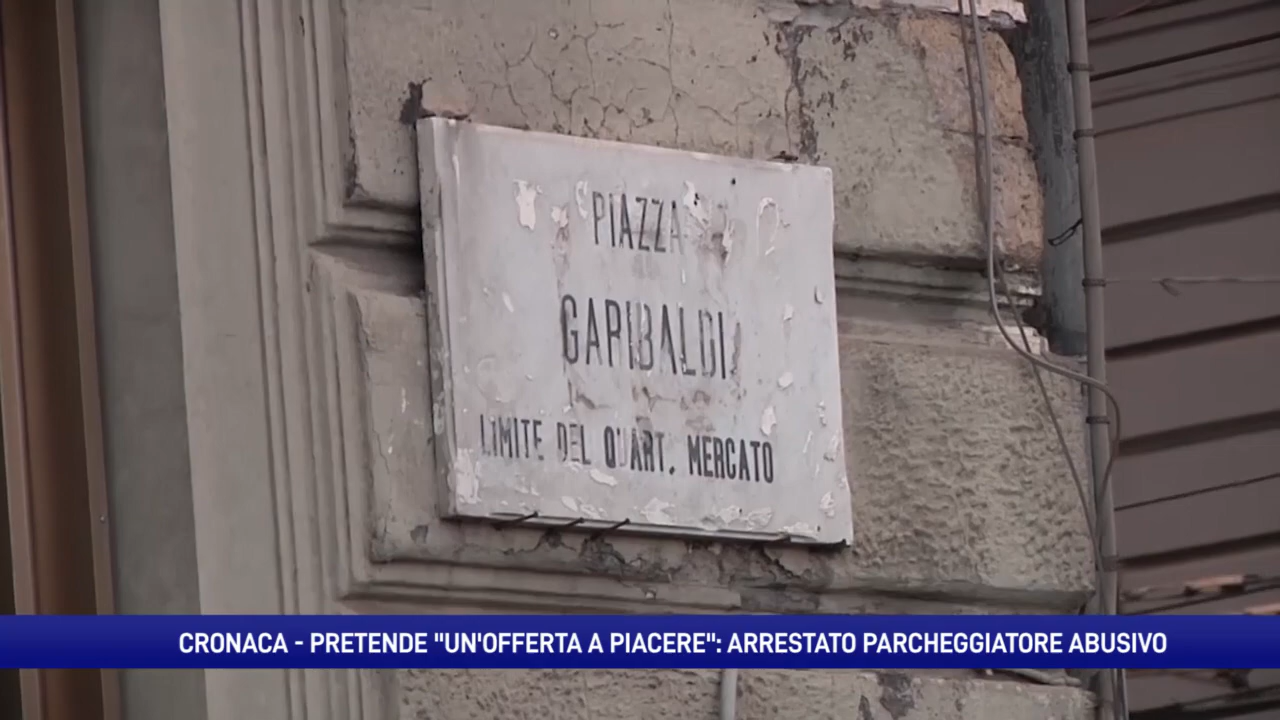 PIAZZA
GARIBALDI
LIMITE DEL QUART. MERCATO
CRONACA - PRETENDE "UN'OFFERTA A PIACERE": ARRESTATO PARCHEGGIATORE ABUSIVO